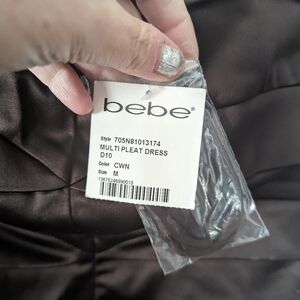 bebe®
Style 705N81013174
MULTI PLEAT DRESS
D10
Color CWN
Size M